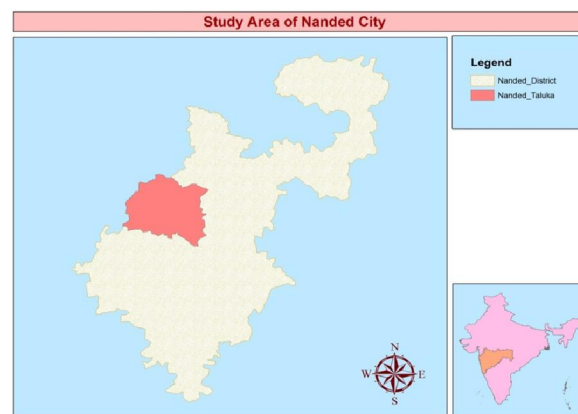 Study Area of Nanded City
Legend
Nanded_District
Nanded_Taluka
N
W E
S